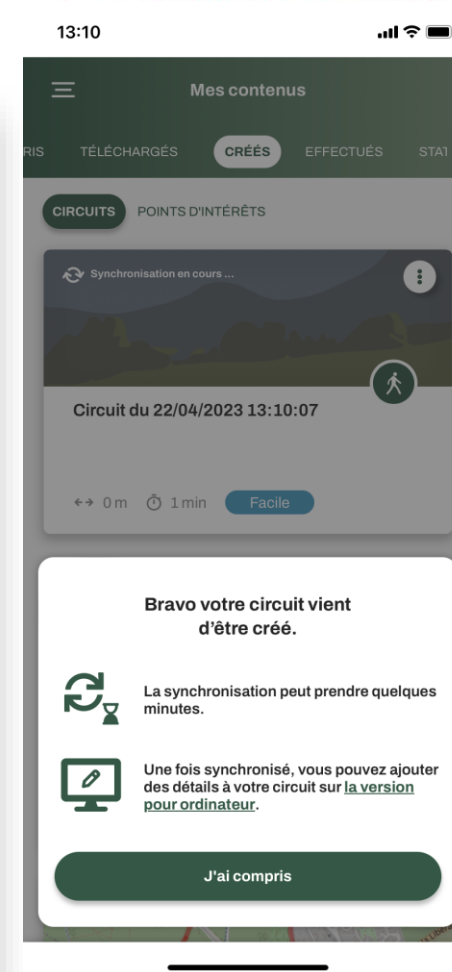 13:10
Mes contenus
RIS TÉLÉCHARGÉS CRÉÉS EFFECTUÉS STAT
CIRCUITS POINTS D'INTÉRÊTS
Synchronisation en cours ...
Circuit du 22/04/2023 13:10:07
0 m 1 min Facile
Bravo votre circuit vient
d'être créé.
La synchronisation peut prendre quelques
minutes.
Une fois synchronisé, vous pouvez ajouter
des détails à votre circuit sur la version
pour ordinateur.
J'ai compris